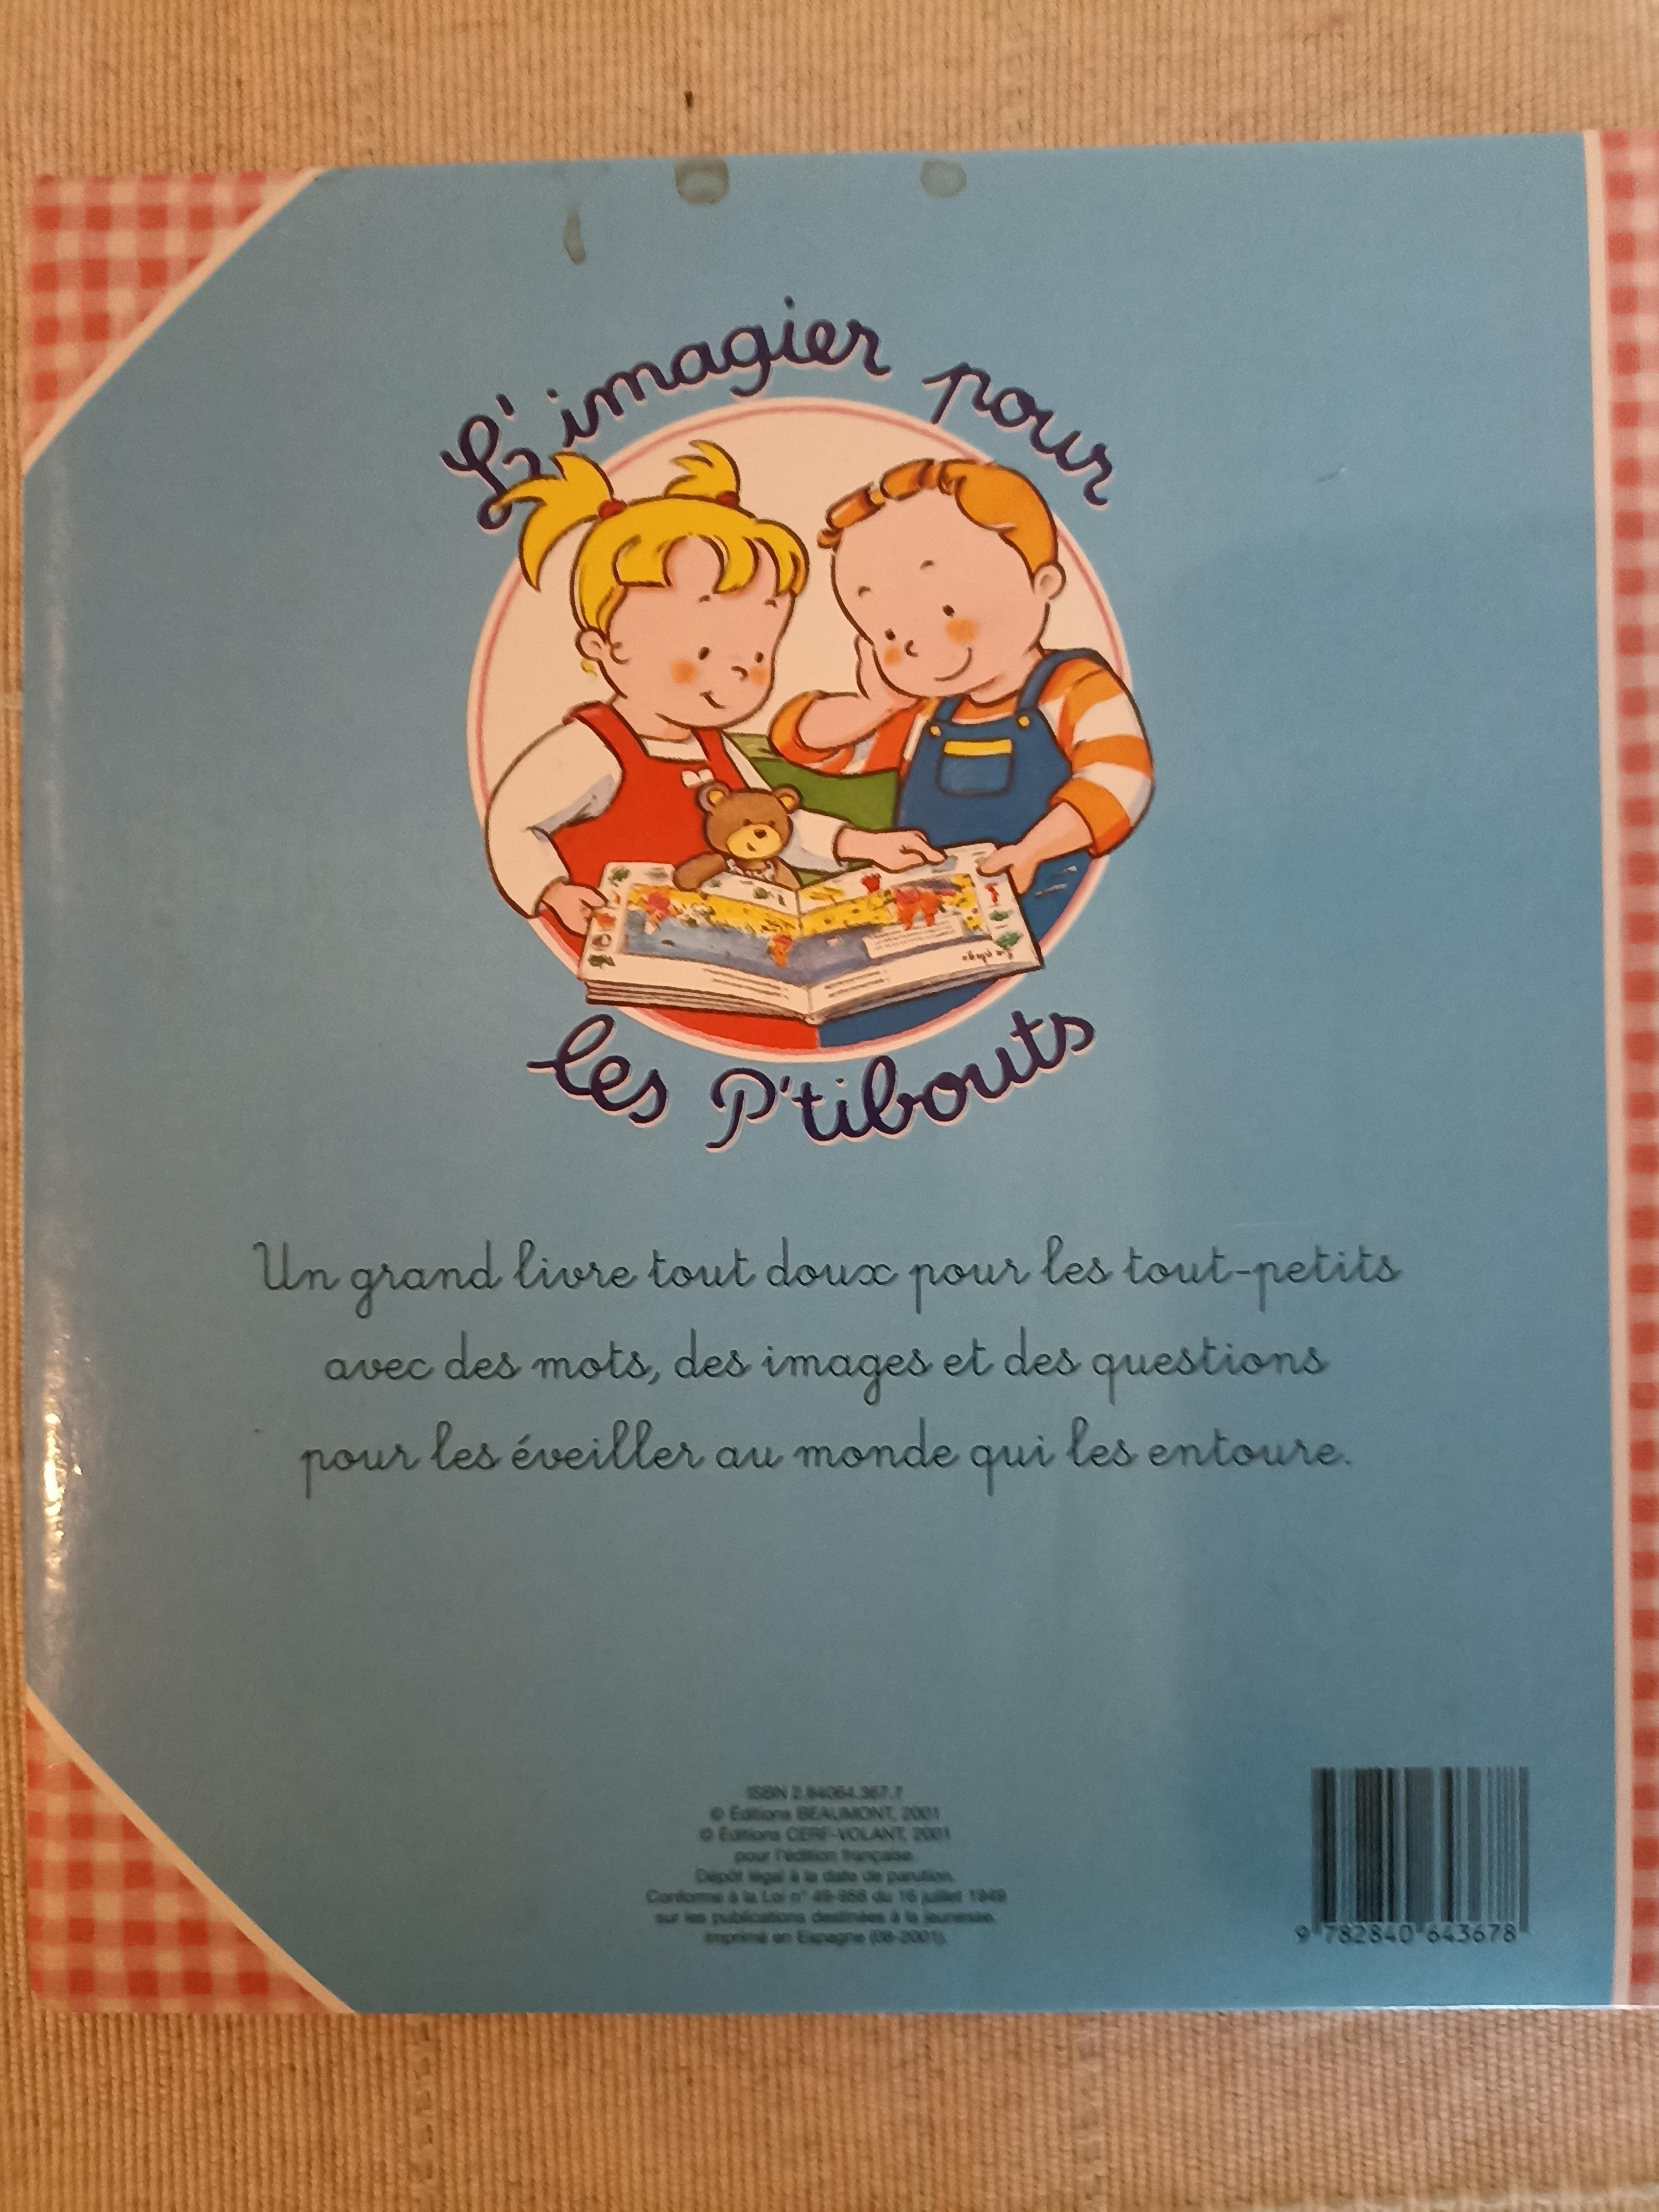 L'imagier pour
les P'tibouts
Un grand livre tout doux pour les tout-petits
avec des mots, des images et des questions
pour les éveiller au monde qui les entoure.
ISBN 2.84064.367.7
© Éditions BEAUMONT, 2001
© Éditions CERF-VOLANT, 2001
pour l'édition française.
Dépôt légal à la date de parution.
Conforme à la Loi n° 49-956 du 16 juillet 1949
sur les publications destinées à la jeunesse.
Imprimé en Espagne (08-2001).
9 782840 643678